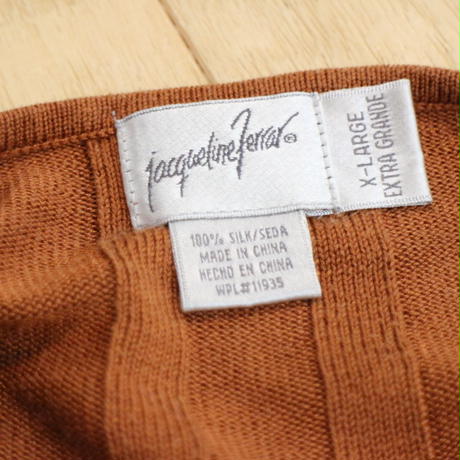 jacqueline Ferrar®
X-LARGE
EXTRA GRANDE
100% SILK/SEDA
MADE IN CHINA
HECHO EN CHINA
WPL#11935